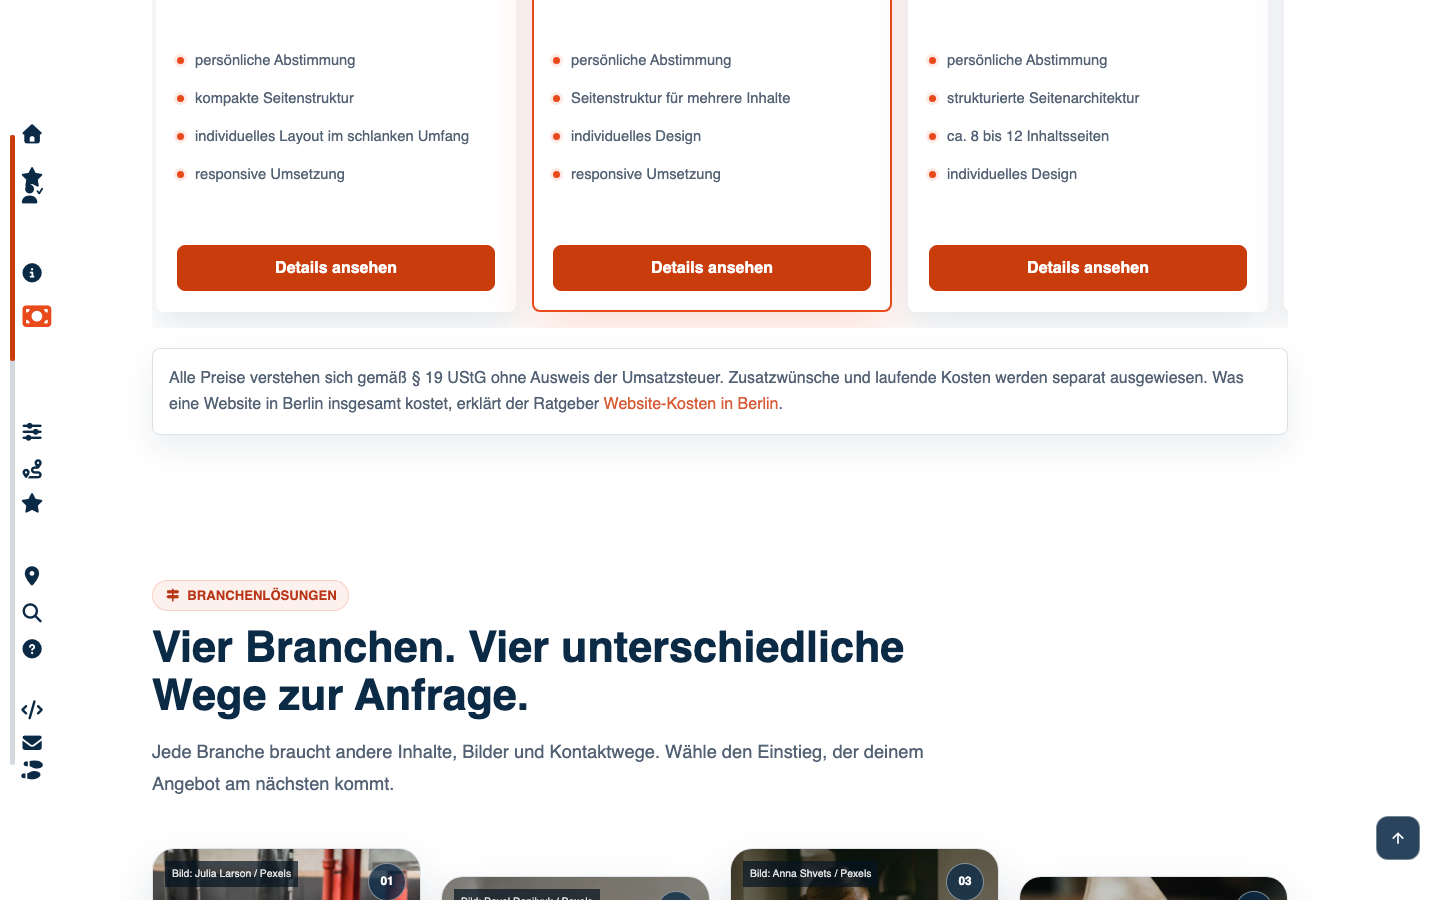 persönliche Abstimmung
kompakte Seitenstruktur
individuelles Layout im schlanken Umfang
responsive Umsetzung
Details ansehen
persönliche Abstimmung
Seitenstruktur für mehrere Inhalte
individuelles Design
responsive Umsetzung
Details ansehen
persönliche Abstimmung
strukturierte Seitenarchitektur
ca. 8 bis 12 Inhaltsseiten
individuelles Design
Details ansehen
Alle Preise verstehen sich gemäß § 19 UStG ohne Ausweis der Umsatzsteuer. Zusatzwünsche und laufende Kosten werden separat ausgewiesen. Was
eine Website in Berlin insgesamt kostet, erklärt der Ratgeber Website-Kosten in Berlin.
BRANCHENLÖSUNGEN
Vier Branchen. Vier unterschiedliche
Wege zur Anfrage.
Jede Branche braucht andere Inhalte, Bilder und Kontaktwege. Wähle den Einstieg, der deinem
Angebot am nächsten kommt.
Bild: Julia Larson / Pexels
01
Bild: Anna Shvets / Pexels
03